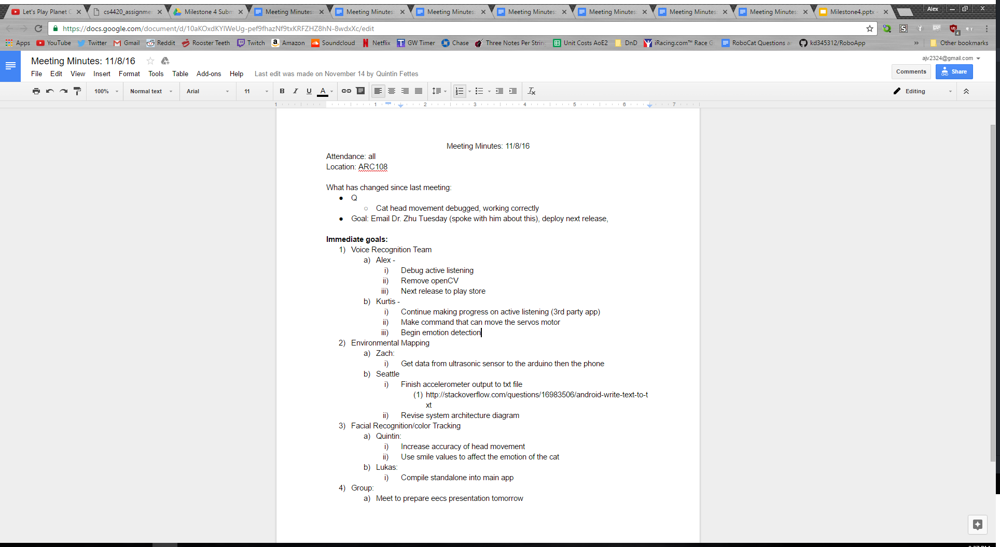 Let's Play Planet C
cs4420_assignme
Milestone 4 Subm
Meeting Minutes:
Meeting Minutes:
Meeting Minutes:
Meeting Minutes:
Meeting Minutes:
Meeting Minutes:
Meeting Minutes:
Milestone4.pptx -
Alex
https://docs.google.com/document/d/10aKOxdKYIWeUg-pef9fhazNf9txKRFZHZ8hN-8wdxXc/edit
Apps YouTube Twitter Gmail Reddit Rooster Teeth Twitch Amazon Soundcloud Netflix GW Timer Chase Three Notes Per String Unit Costs AoE2 DnD iRacing.com™ Race G RoboCat Questions an kd345312/RoboApp » Other bookmarks
Meeting Minutes: 11/8/16
ajv2324@gmail.com
File Edit View Insert Format Tools Table Add-ons Help Last edit was made on November 14 by Quintin Fettes
Comments Share
100% Normal text Arial 11 B I U A Editing
1 1 2 3 4 5 6 7
Meeting Minutes: 11/8/16
Attendance: all
Location: ARC108
What has changed since last meeting:
● Q
○ Cat head movement debugged, working correctly
● Goal: Email Dr. Zhu Tuesday (spoke with him about this), deploy next release,
Immediate goals:
1) Voice Recognition Team
a) Alex -
i) Debug active listening
ii) Remove openCV
iii) Next release to play store
b) Kurtis -
i) Continue making progress on active listening (3rd party app)
ii) Make command that can move the servos motor
iii) Begin emotion detection
2) Environmental Mapping
a) Zach:
i) Get data from ultrasonic sensor to the arduino then the phone
b) Seattle
i) Finish accelerometer output to txt file
(1) http://stackoverflow.com/questions/16983506/android-write-text-to-t
xt
ii) Revise system architecture diagram
3) Facial Recognition/color Tracking
a) Quintin:
i) Increase accuracy of head movement
ii) Use smile values to affect the emotion of the cat
b) Lukas:
i) Compile standalone into main app
4) Group:
a) Meet to prepare eecs presentation tomorrow